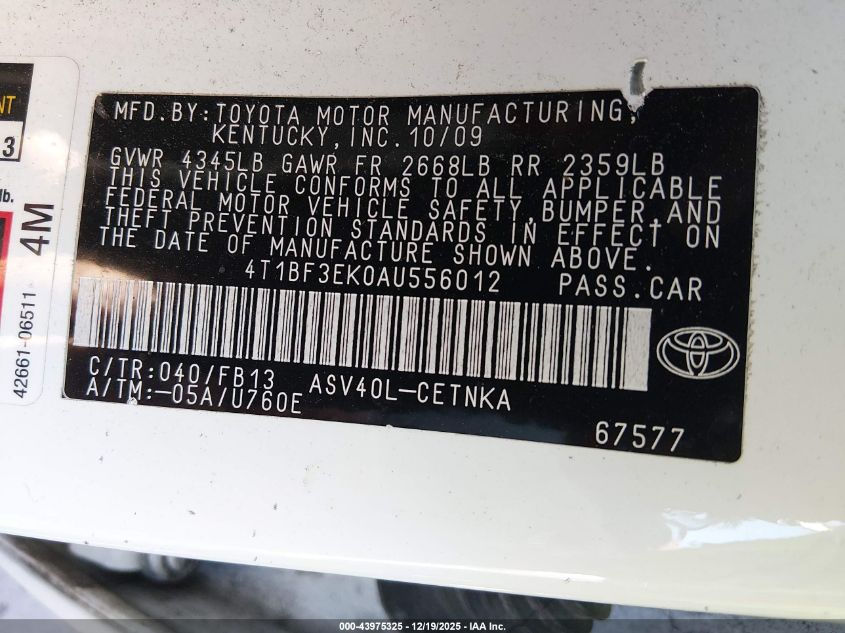 MFD.BY:TOYOTA MOTOR MANUFACTURING,
KENTUCKY,INC.10/09
GVWR 4345LB GAWR FR 2668LB RR 2359LB
THIS VEHICLE CONFORMS TO ALL APPLICABLE
FEDERAL MOTOR VEHICLE SAFETY,BUMPER,AND
THEFT PREVENTION STANDARDS IN EFFECT ON
THE DATE OF MANUFACTURE SHOWN ABOVE.
4T1BF3EK0AU556012 PASS.CAR
C/TR:040/FB13 ASV40L-CETNKA
A/TM:-05A/U760E
67577
NT
3
lb.
4M
42661-06511
000-43975325 | 12/19/2025 | IAA Inc.